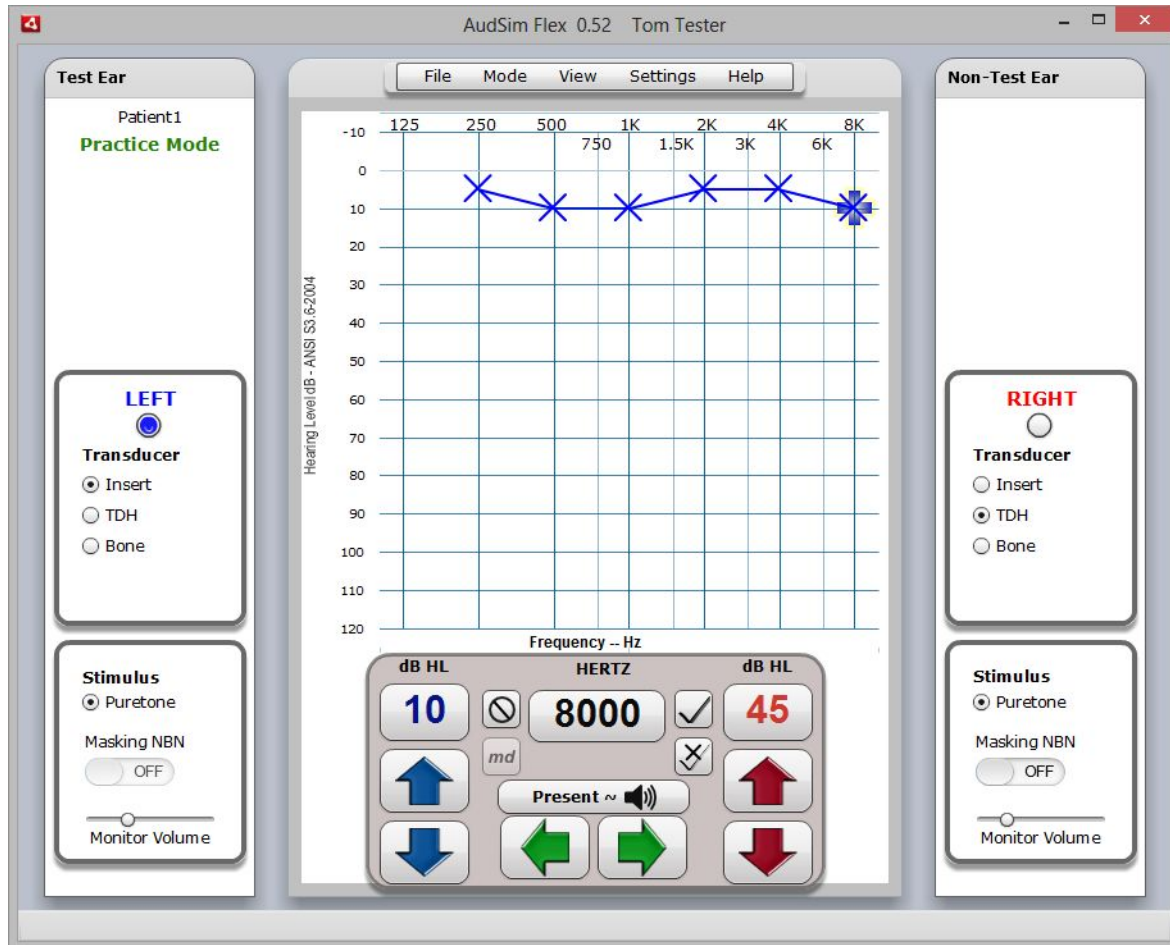 AudSim Flex 0.52 Tom Tester
Test Ear
Patient1
Practice Mode
LEFT
Transducer
Insert
TDH
Bone
Stimulus
Puretone
Masking NBN
OFF
Monitor Volume
File Mode View Settings Help
125 250 500 1K 2K 4K 8K
750 1.5K 3K 6K
-10
0
10
20
30
40
50
60
70
80
90
100
110
120
Hearing Level dB - ANSI S3.6-2004
Frequency -- Hz
dB HL HERTZ dB HL
10 8000 45
md
Present ~
Non-Test Ear
RIGHT
Transducer
Insert
TDH
Bone
Stimulus
Puretone
Masking NBN
OFF
Monitor Volume